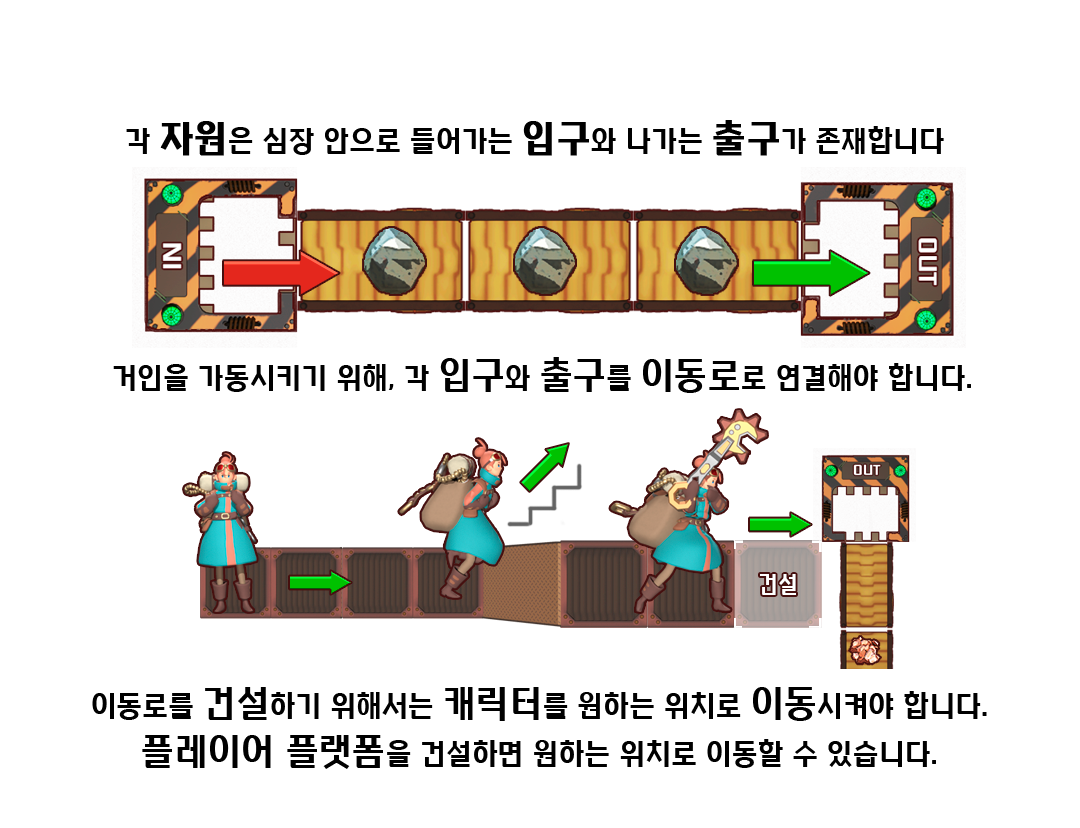 각 자원은 심장 안으로 들어가는 입구와 나가는 출구가 존재합니다
IN
OUT
거인을 가동시키기 위해, 각 입구와 출구를 이동로로 연결해야 합니다.
OUT
건설
이동로를 건설하기 위해서는 캐릭터를 원하는 위치로 이동시켜야 합니다.
플레이어 플랫폼을 건설하면 원하는 위치로 이동할 수 있습니다.